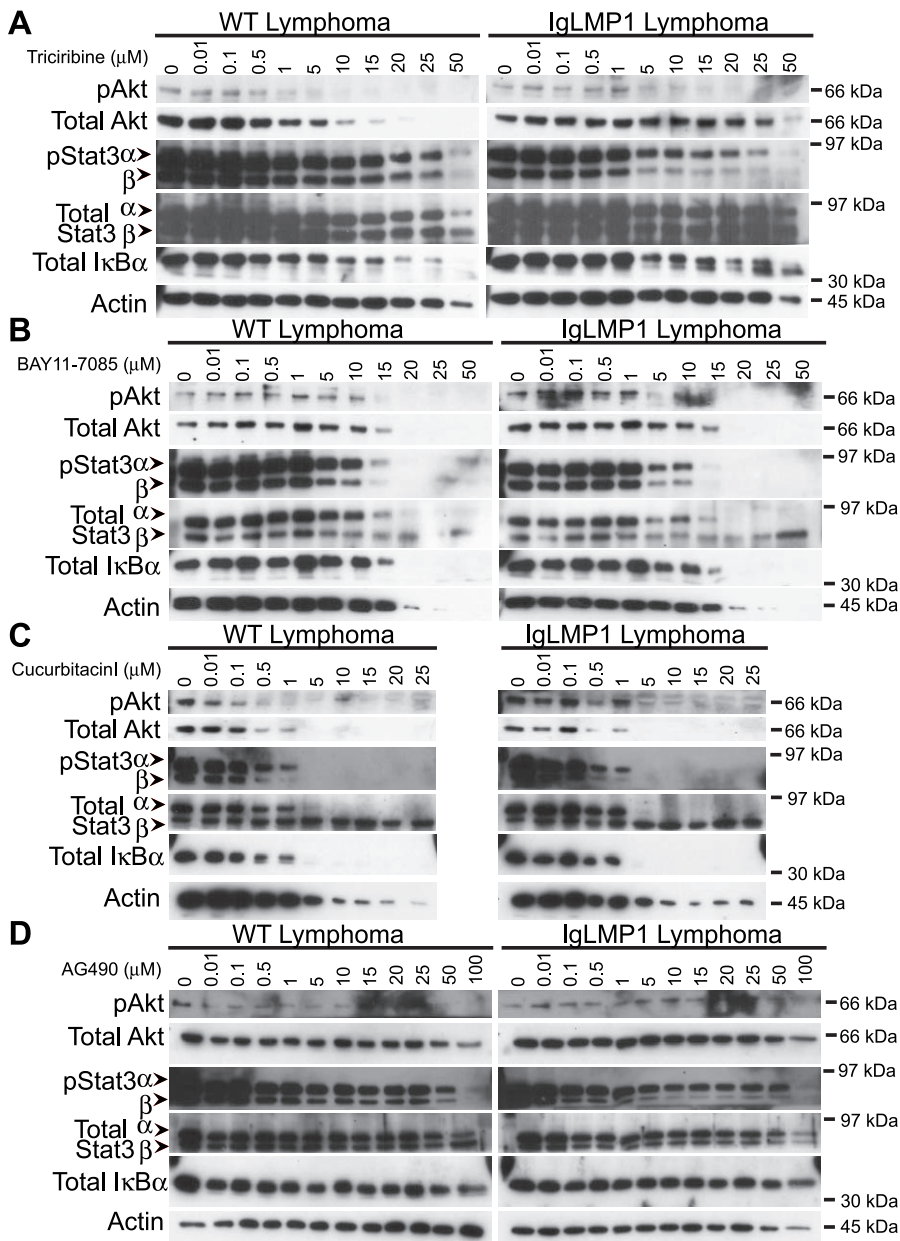 A
WT Lymphoma IgLMP1 Lymphoma
Triciribine (μM) 0 0.01 0.1 0.5 1 5 10 15 20 25 50 0 0.01 0.1 0.5 1 5 10 15 20 25 50
pAkt 66 kDa
Total Akt 66 kDa
97 kDa
pStat3α
β
97 kDa
Total α
Stat3 β
Total IκBα
30 kDa
Actin 45 kDa
B
WT Lymphoma IgLMP1 Lymphoma
BAY11-7085 (μM) 0 0.01 0.1 0.5 1 5 10 15 20 25 50 0 0.01 0.1 0.5 1 5 10 15 20 25 50
pAkt 66 kDa
Total Akt 66 kDa
97 kDa
pStat3α
β
97 kDa
Total α
Stat3 β
Total IκBα
30 kDa
Actin 45 kDa
C
WT Lymphoma IgLMP1 Lymphoma
CucurbitacinI (μM) 0 0.01 0.1 0.5 1 5 10 15 20 25 0 0.01 0.1 0.5 1 5 10 15 20 25
pAkt 66 kDa
Total Akt 66 kDa
97 kDa
pStat3α
β
97 kDa
Total α
Stat3 β
Total IκBα
30 kDa
Actin 45 kDa
D
WT Lymphoma IgLMP1 Lymphoma
AG490 (μM) 0 0.01 0.1 0.5 1 5 10 15 20 25 50 100 0 0.01 0.1 0.5 1 5 10 15 20 25 50 100
pAkt 66 kDa
Total Akt 66 kDa
97 kDa
pStat3α
β
97 kDa
Total α
Stat3 β
Total IκBα
30 kDa
Actin 45 kDa